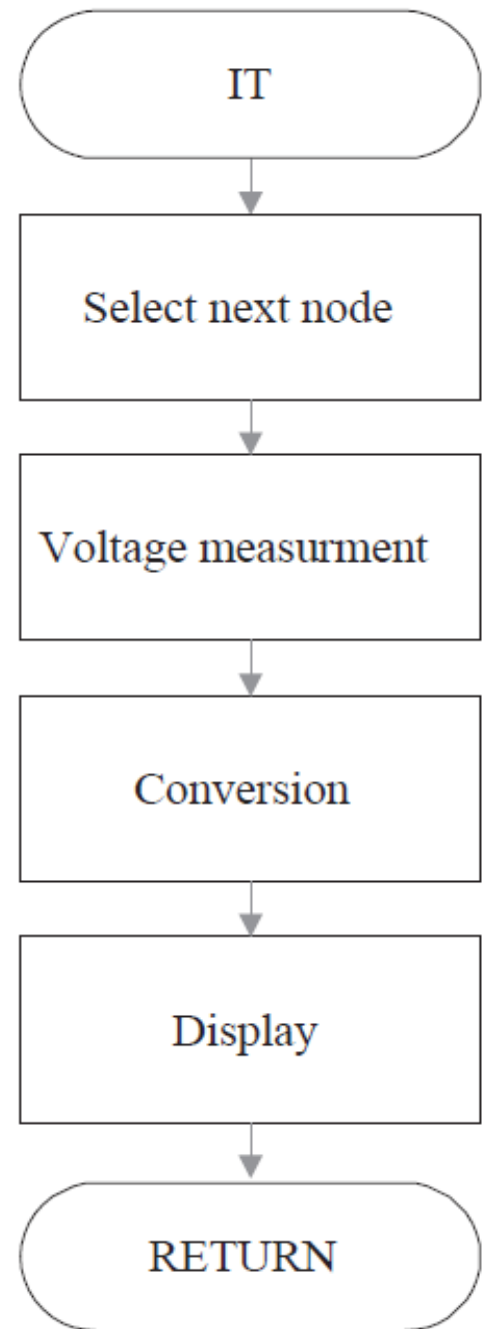 IT
Select next node
Voltage measurment
Conversion
Display
RETURN